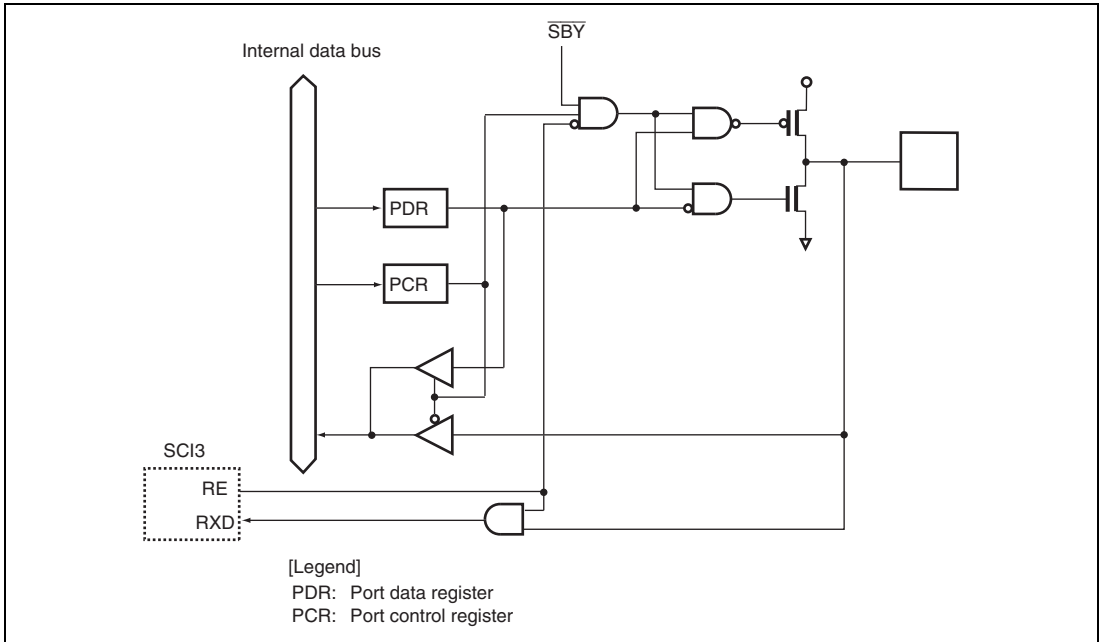 SBY
Internal data bus
PDR
PCR
SCI3
RE
RXD
[Legend]
PDR: Port data register
PCR: Port control register